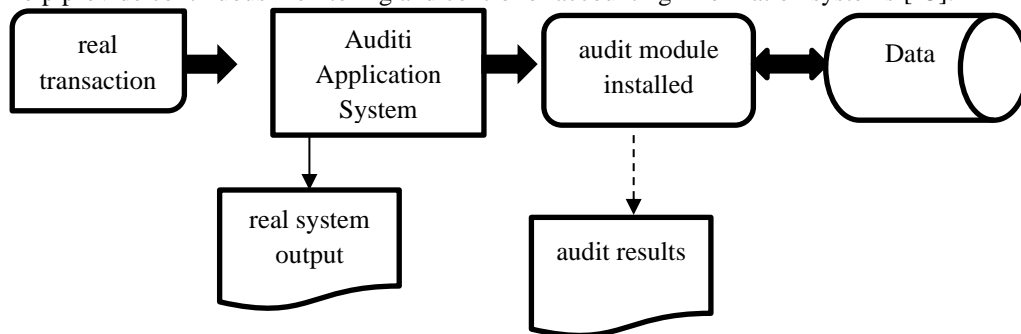 real
transaction
Auditi
Application
System
audit module
installed
Data
real system
output
audit results